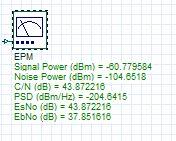 EPM
Signal Power (dBm) = -60.779584
Noise Power (dBm) = -104.6518
C/N (dB) = 43.872216
PSD (dBm/Hz) = -204.6415
EsNo (dB) = 43.872216
EbNo (dB) = 37.851616